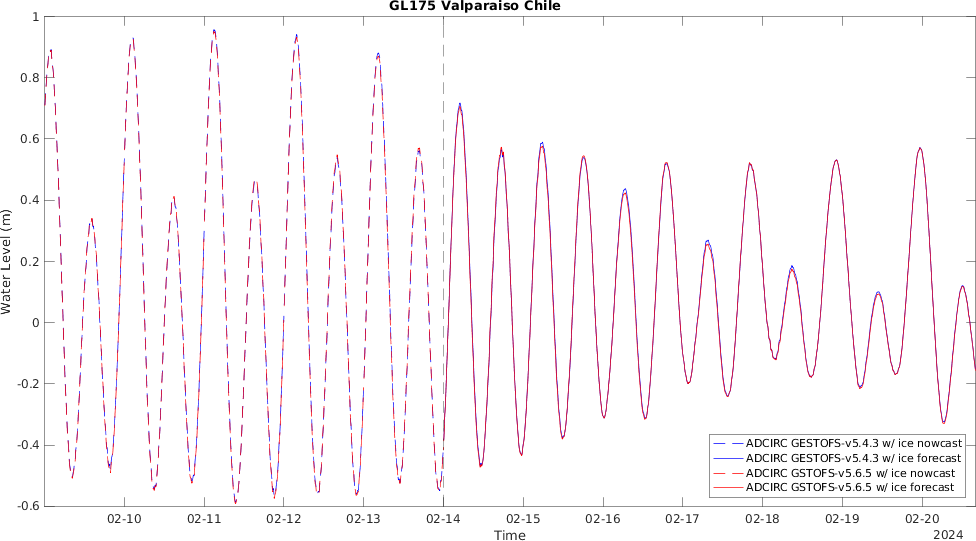 GL175 Valparaiso Chile
1
0.8
0.6
0.4
0.2
0
-0.2
-0.4
-0.6
Water Level (m)
ADCIRC GESTOFS-v5.4.3 w/ ice nowcast
ADCIRC GESTOFS-v5.4.3 w/ ice forecast
ADCIRC GSTOFS-v5.6.5 w/ ice nowcast
ADCIRC GSTOFS-v5.6.5 w/ ice forecast
02-10 02-11 02-12 02-13 02-14 02-15 02-16 02-17 02-18 02-19 02-20
Time
2024